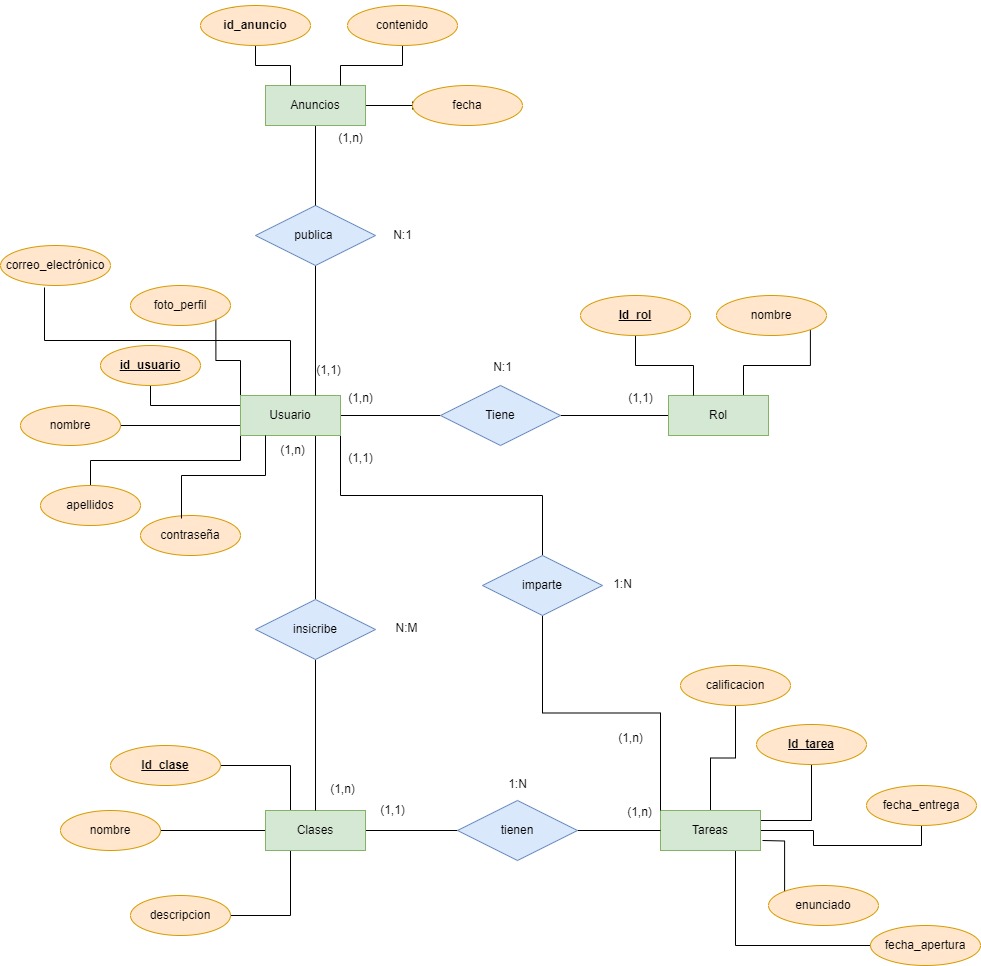 id_anuncio
contenido
Anuncios
fecha
(1,n)
publica
N:1
correo_electrónico
foto_perfil
Id_rol
nombre
id_usuario
(1,1)
N:1
(1,n)
(1,1)
Usuario
Tiene
Rol
nombre
(1,n)
(1,1)
apellidos
contraseña
imparte
1:N
insicribe
N:M
calificacion
(1,n)
Id_tarea
Id_clase
1:N
(1,n)
fecha_entrega
(1,1)
(1,n)
nombre
Clases
tienen
Tareas
enunciado
descripcion
fecha_apertura